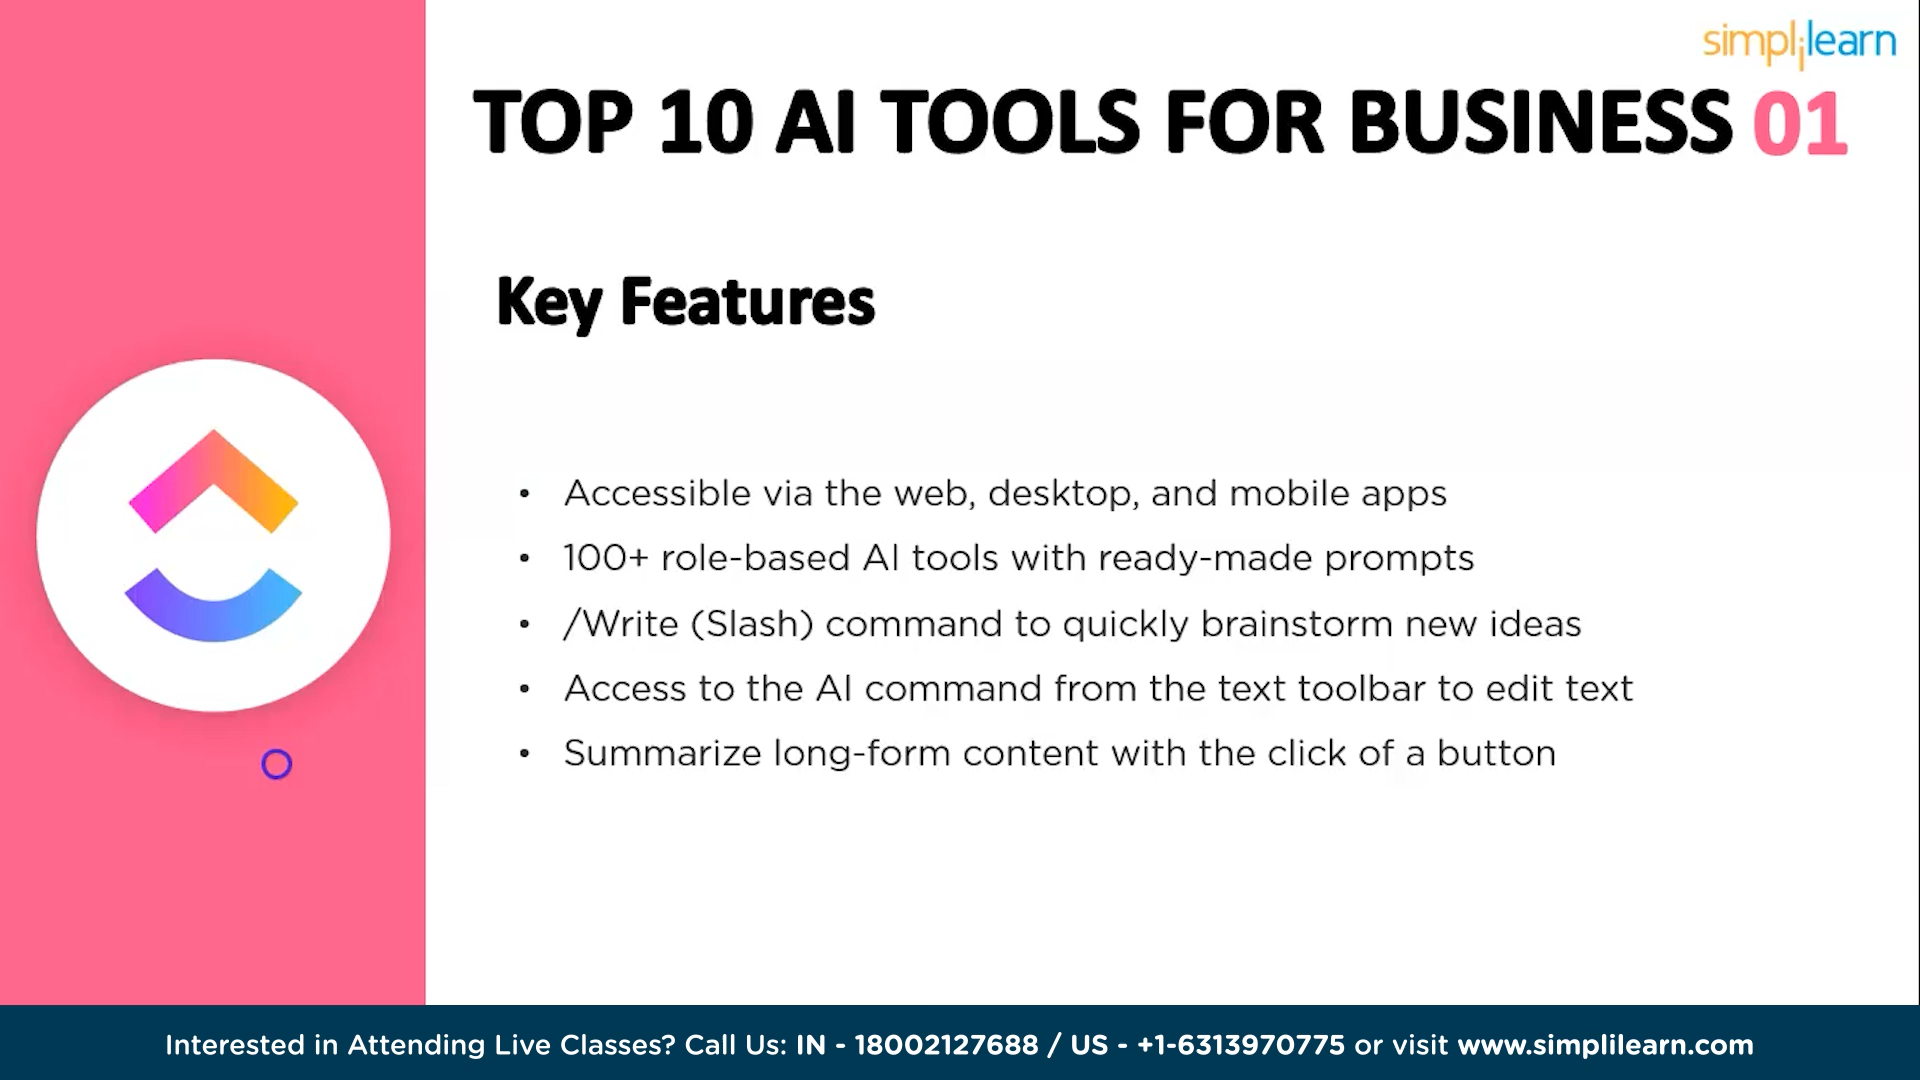 simplilearn
TOP 10 AI TOOLS FOR BUSINESS 01
Key Features
• Accessible via the web, desktop, and mobile apps
• 100+ role-based AI tools with ready-made prompts
• /Write (Slash) command to quickly brainstorm new ideas
• Access to the AI command from the text toolbar to edit text
• Summarize long-form content with the click of a button
Interested in Attending Live Classes? Call Us: IN - 18002127688 / US - +1-6313970775 or visit www.simplilearn.com